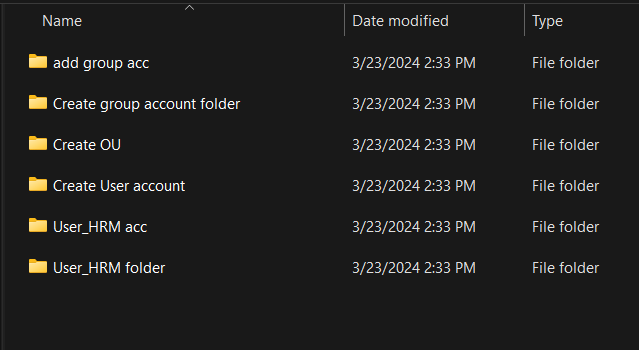 Name Date modified Type
add group acc 3/23/2024 2:33 PM File folder
Create group account folder 3/23/2024 2:33 PM File folder
Create OU 3/23/2024 2:33 PM File folder
Create User account 3/23/2024 2:33 PM File folder
User_HRM acc 3/23/2024 2:33 PM File folder
User_HRM folder 3/23/2024 2:33 PM File folder